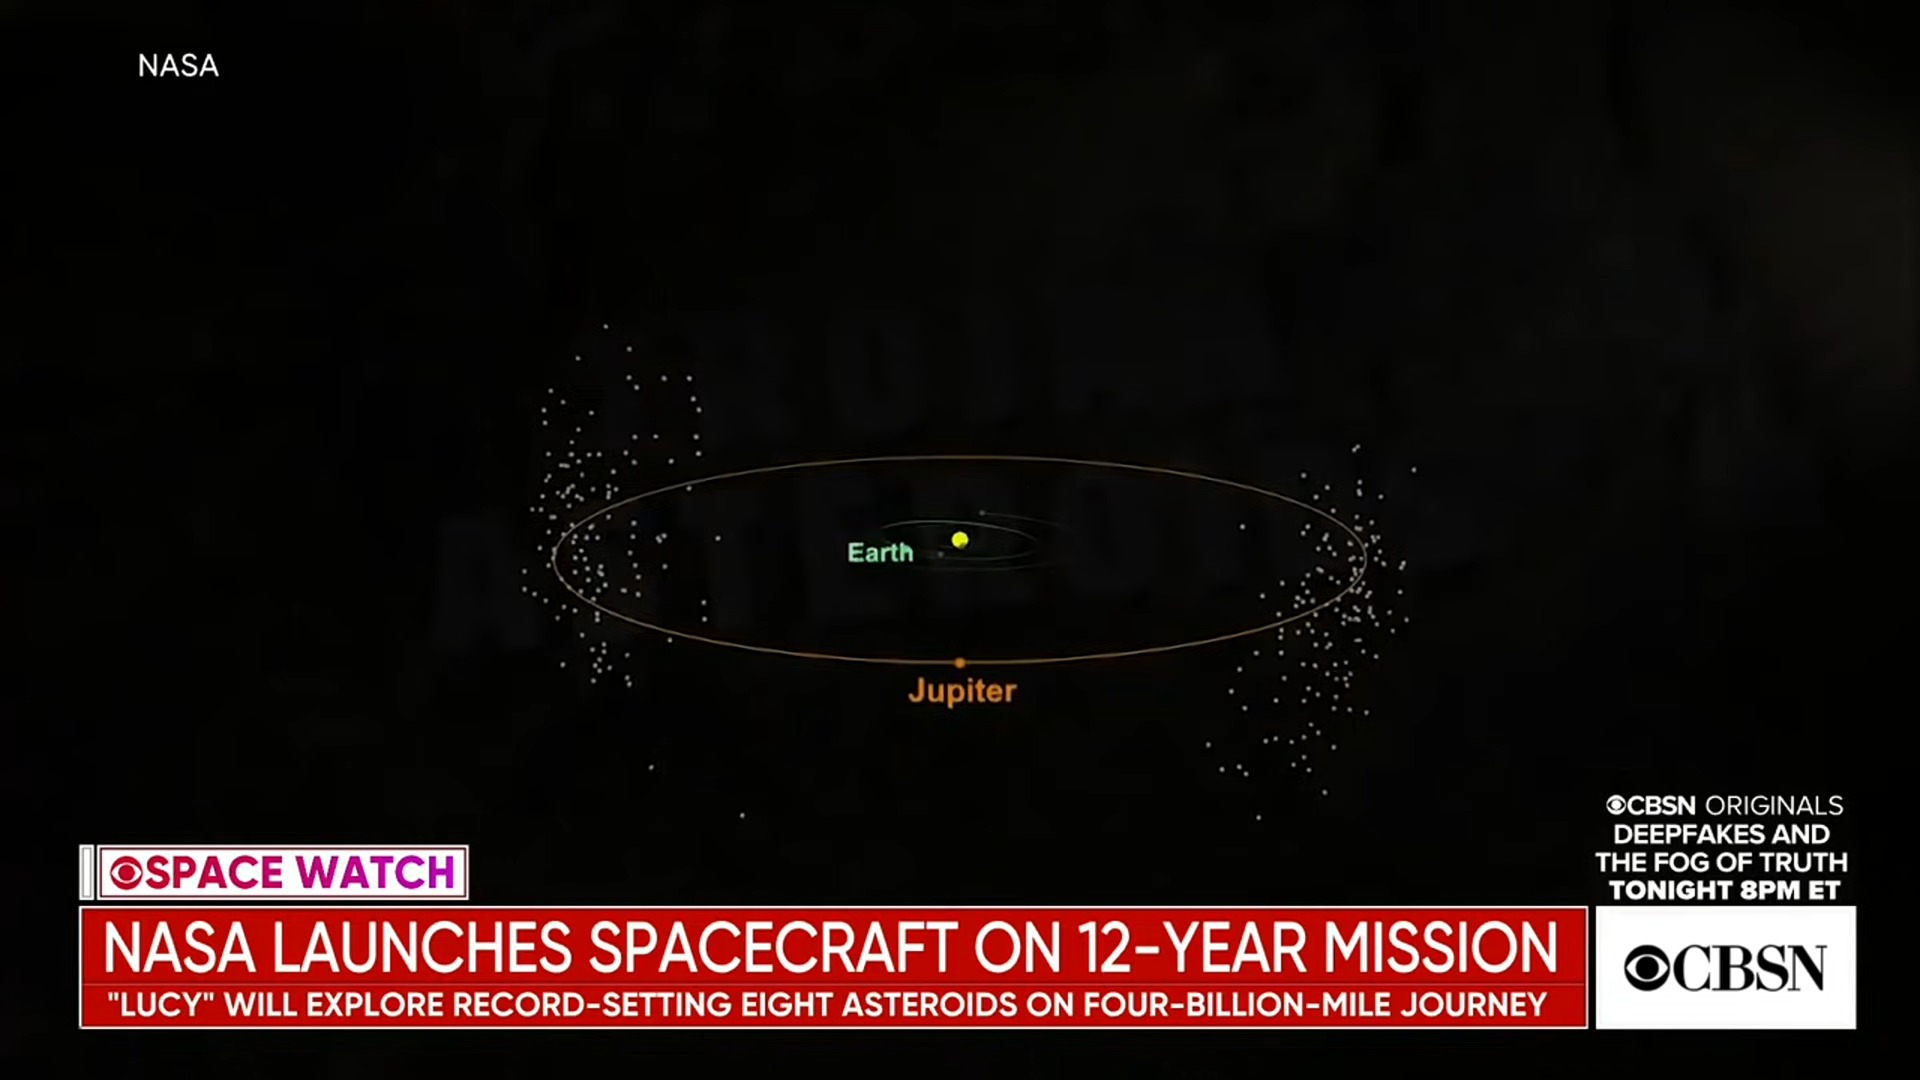 NASA
Earth
Jupiter
CBSN ORIGINALS
DEEPFAKES AND
THE FOG OF TRUTH
TONIGHT 8PM ET
SPACE WATCH
NASA LAUNCHES SPACECRAFT ON 12-YEAR MISSION
"LUCY" WILL EXPLORE RECORD-SETTING EIGHT ASTEROIDS ON FOUR-BILLION-MILE JOURNEY
CBSN